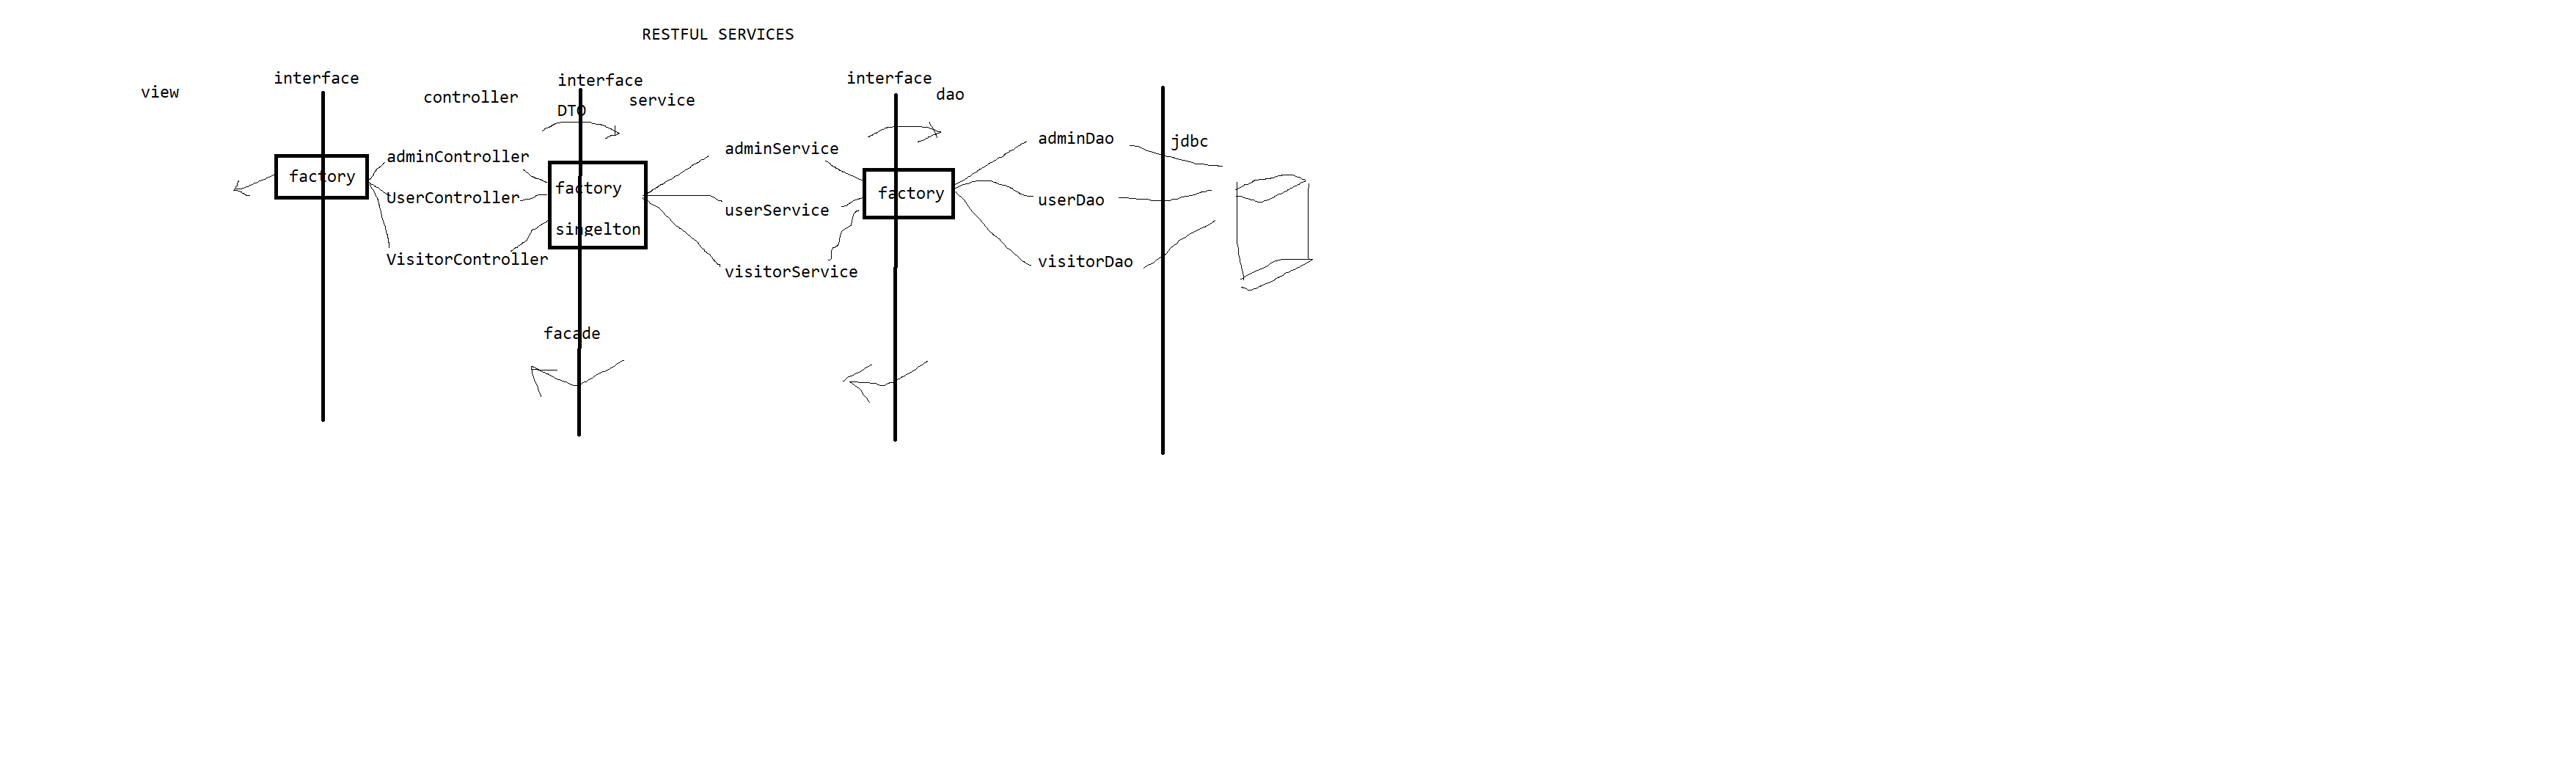 RESTFUL SERVICES
view
interface
controller
interface
DTO
service
interface
dao
jdbc
factory
adminController
UserController
VisitorController
factory
singelton
adminService
userService
visitorService
factory
adminDao
userDao
visitorDao
facade